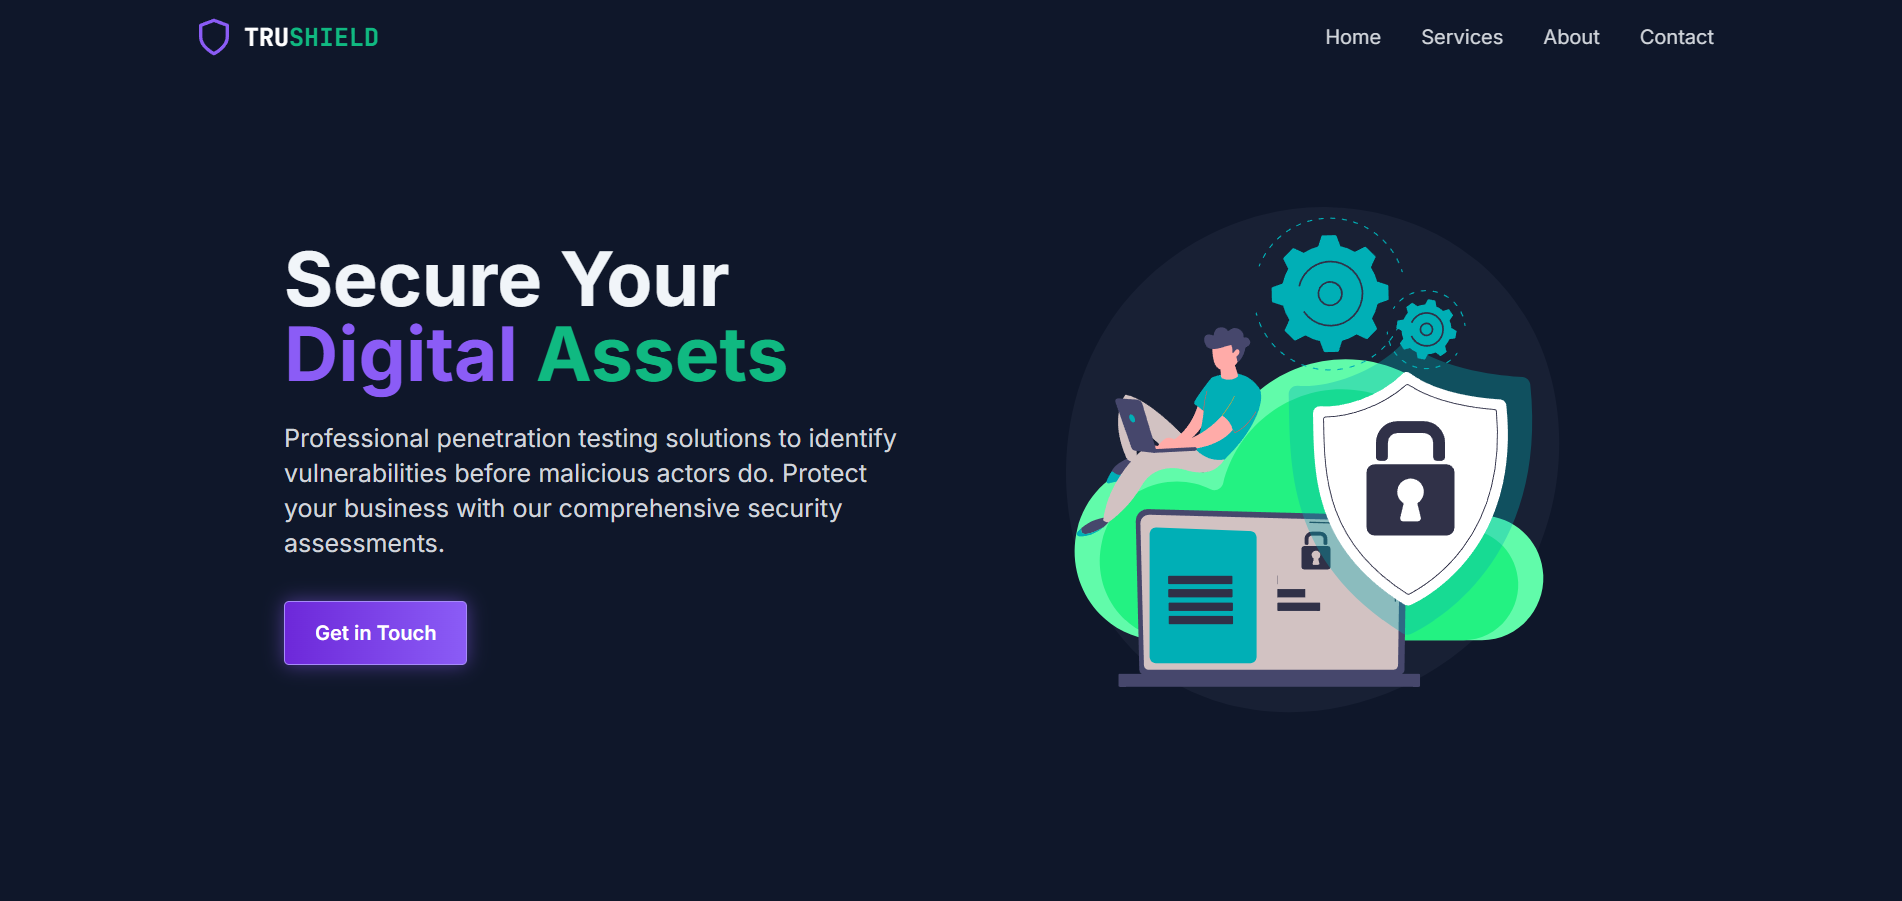 TRUSHIELD
Home Services About Contact
Secure Your
Digital Assets
Professional penetration testing solutions to identify
vulnerabilities before malicious actors do. Protect
your business with our comprehensive security
assessments.
Get in Touch